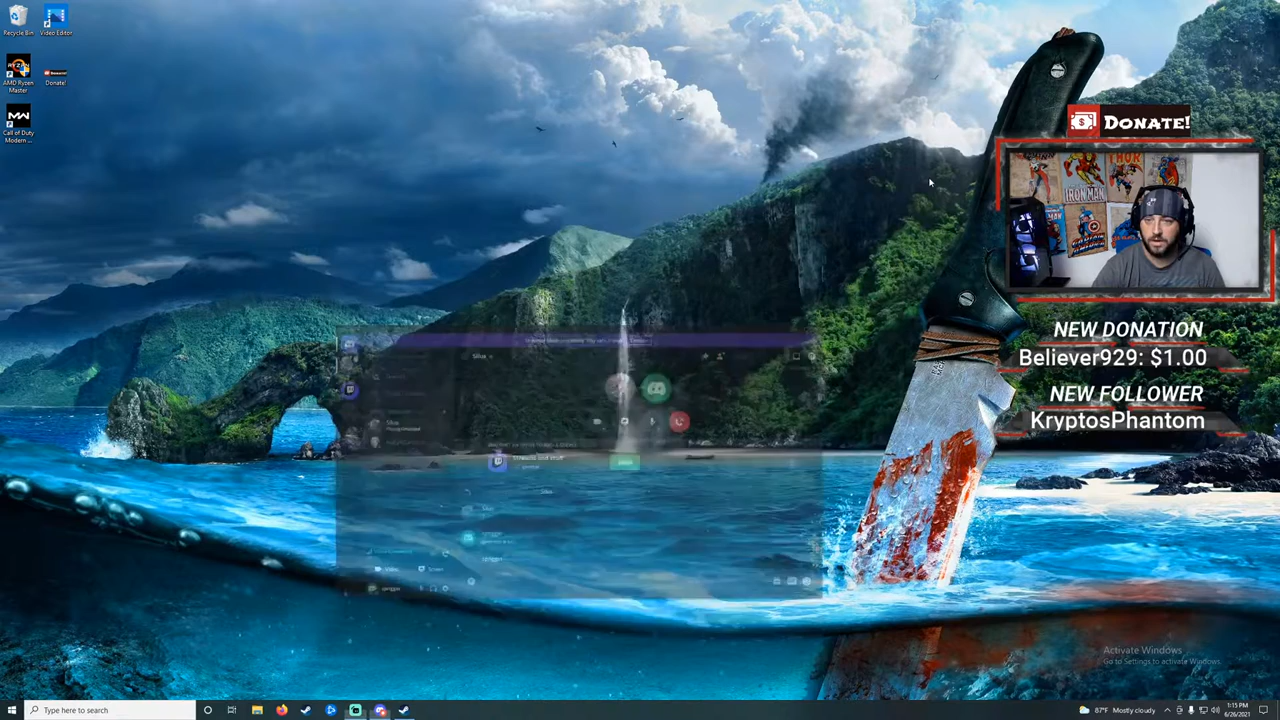 Recycle Bin
Video Editor
AMD Ryzen
Master
Donate!
Call of Duty
Modern ...
DONATE!
IRON MAN
THOR
CAPTAIN
NEW DONATION
Believer929: $1.00
NEW FOLLOWER
KryptosPhantom
Silux
Activate Windows
Go to Settings to activate Windows.
Type here to search
87°F Mostly cloudy
1:15 PM
6/26/2021